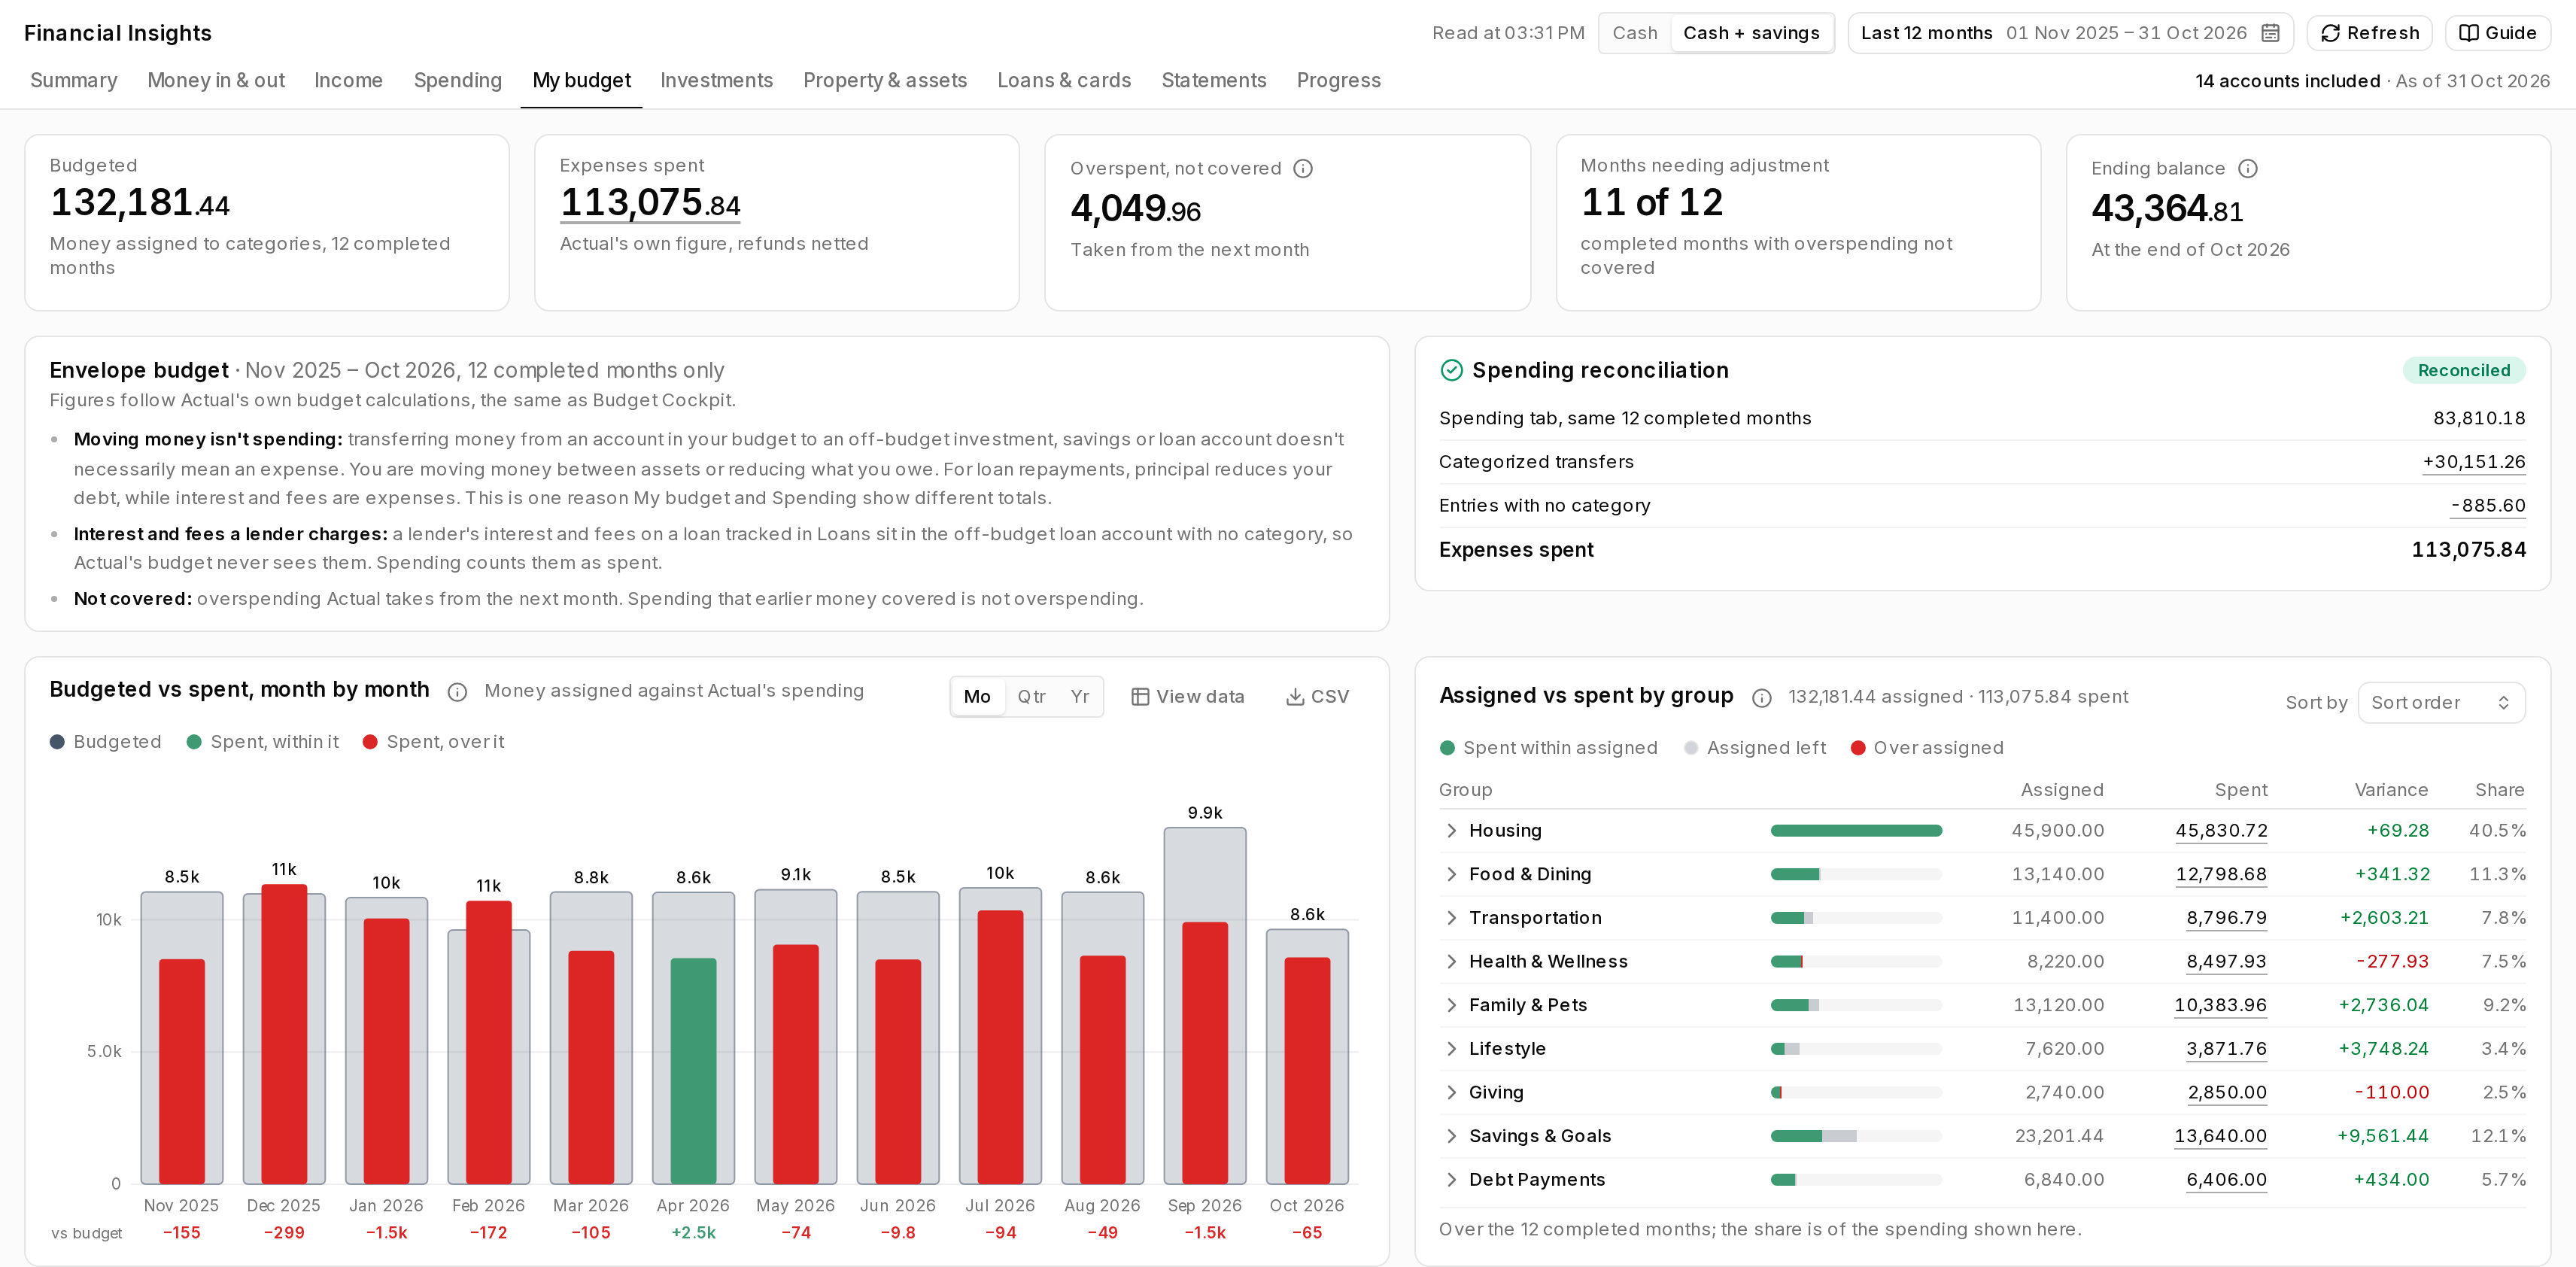 Financial Insights
Read at 03:31 PM
Cash
Cash + savings
Last 12 months 01 Nov 2025 – 31 Oct 2026
Refresh
Guide
Summary
Money in & out
Income
Spending
My budget
Investments
Property & assets
Loans & cards
Statements
Progress
14 accounts included · As of 31 Oct 2026
Budgeted
132,181.44
Money assigned to categories, 12 completed
months
Expenses spent
113,075.84
Actual's own figure, refunds netted
Overspent, not covered
4,049.96
Taken from the next month
Months needing adjustment
11 of 12
completed months with overspending not
covered
Ending balance
43,364.81
At the end of Oct 2026
Envelope budget · Nov 2025 – Oct 2026, 12 completed months only
Figures follow Actual's own budget calculations, the same as Budget Cockpit.
• Moving money isn't spending: transferring money from an account in your budget to an off-budget investment, savings or loan account doesn't
necessarily mean an expense. You are moving money between assets or reducing what you owe. For loan repayments, principal reduces your
debt, while interest and fees are expenses. This is one reason My budget and Spending show different totals.
• Interest and fees a lender charges: a lender's interest and fees on a loan tracked in Loans sit in the off-budget loan account with no category, so
Actual's budget never sees them. Spending counts them as spent.
• Not covered: overspending Actual takes from the next month. Spending that earlier money covered is not overspending.
Spending reconciliation
Reconciled
Spending tab, same 12 completed months 83,810.18
Categorized transfers +30,151.26
Entries with no category -885.60
Expenses spent 113,075.84
Budgeted vs spent, month by month
Money assigned against Actual's spending
Mo
Qtr
Yr
View data
CSV
Budgeted
Spent, within it
Spent, over it
8.5k
11k
10k
11k
8.8k
8.6k
9.1k
8.5k
10k
8.6k
9.9k
8.6k
10k
5.0k
0
Nov 2025 Dec 2025 Jan 2026 Feb 2026 Mar 2026 Apr 2026 May 2026 Jun 2026 Jul 2026 Aug 2026 Sep 2026 Oct 2026
vs budget −155 −299 −1.5k −172 −105 +2.5k −74 −9.8 −94 −49 −1.5k −65
Assigned vs spent by group
132,181.44 assigned · 113,075.84 spent
Sort by
Sort order
Spent within assigned
Assigned left
Over assigned
Group Assigned Spent Variance Share
Housing 45,900.00 45,830.72 +69.28 40.5%
Food & Dining 13,140.00 12,798.68 +341.32 11.3%
Transportation 11,400.00 8,796.79 +2,603.21 7.8%
Health & Wellness 8,220.00 8,497.93 -277.93 7.5%
Family & Pets 13,120.00 10,383.96 +2,736.04 9.2%
Lifestyle 7,620.00 3,871.76 +3,748.24 3.4%
Giving 2,740.00 2,850.00 -110.00 2.5%
Savings & Goals 23,201.44 13,640.00 +9,561.44 12.1%
Debt Payments 6,840.00 6,406.00 +434.00 5.7%
Over the 12 completed months; the share is of the spending shown here.